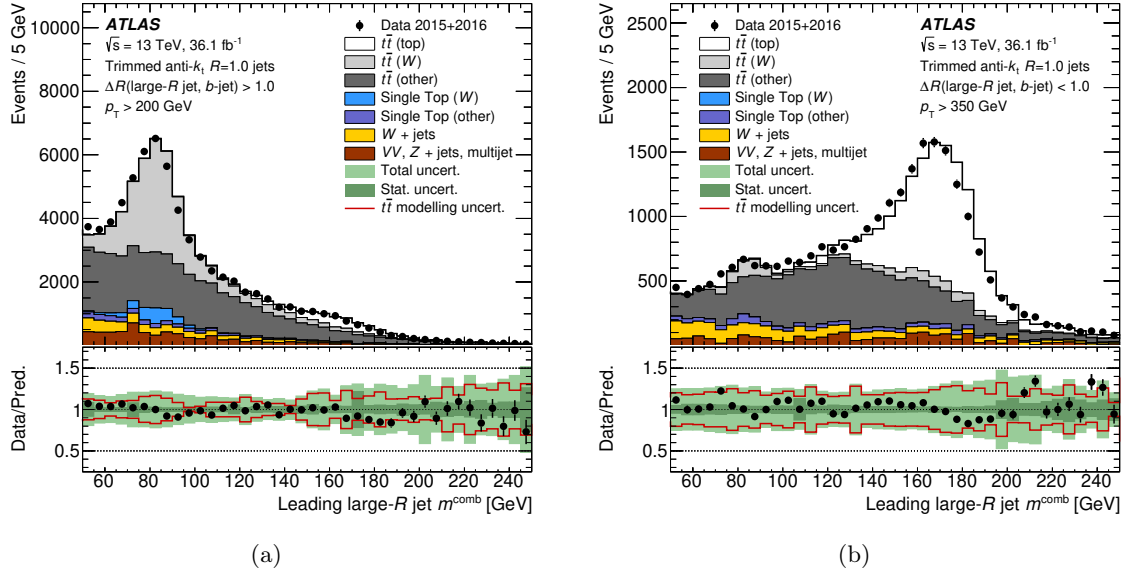 Events / 5 GeV
10000
8000
6000
4000
2000
ATLAS
√s = 13 TeV, 36.1 fb⁻¹
Trimmed anti-kₜ R=1.0 jets
ΔR(large-R jet, b-jet) > 1.0
p_T > 200 GeV
Data 2015+2016
tt̄ (top)
tt̄ (W)
tt̄ (other)
Single Top (W)
Single Top (other)
W + jets
VV, Z + jets, multijet
Total uncert.
Stat. uncert.
tt̄ modelling uncert.
Data/Pred.
1.5
1
0.5
60 80 100 120 140 160 180 200 220 240
Leading large-R jet m^comb [GeV]
(a)
Events / 5 GeV
2500
2000
1500
1000
500
Data 2015+2016
tt̄ (top)
tt̄ (W)
tt̄ (other)
Single Top (W)
Single Top (other)
W + jets
VV, Z + jets, multijet
Total uncert.
Stat. uncert.
tt̄ modelling uncert.
ATLAS
√s = 13 TeV, 36.1 fb⁻¹
Trimmed anti-kₜ R=1.0 jets
ΔR(large-R jet, b-jet) < 1.0
p_T > 350 GeV
Data/Pred.
1.5
1
0.5
60 80 100 120 140 160 180 200 220 240
Leading large-R jet m^comb [GeV]
(b)